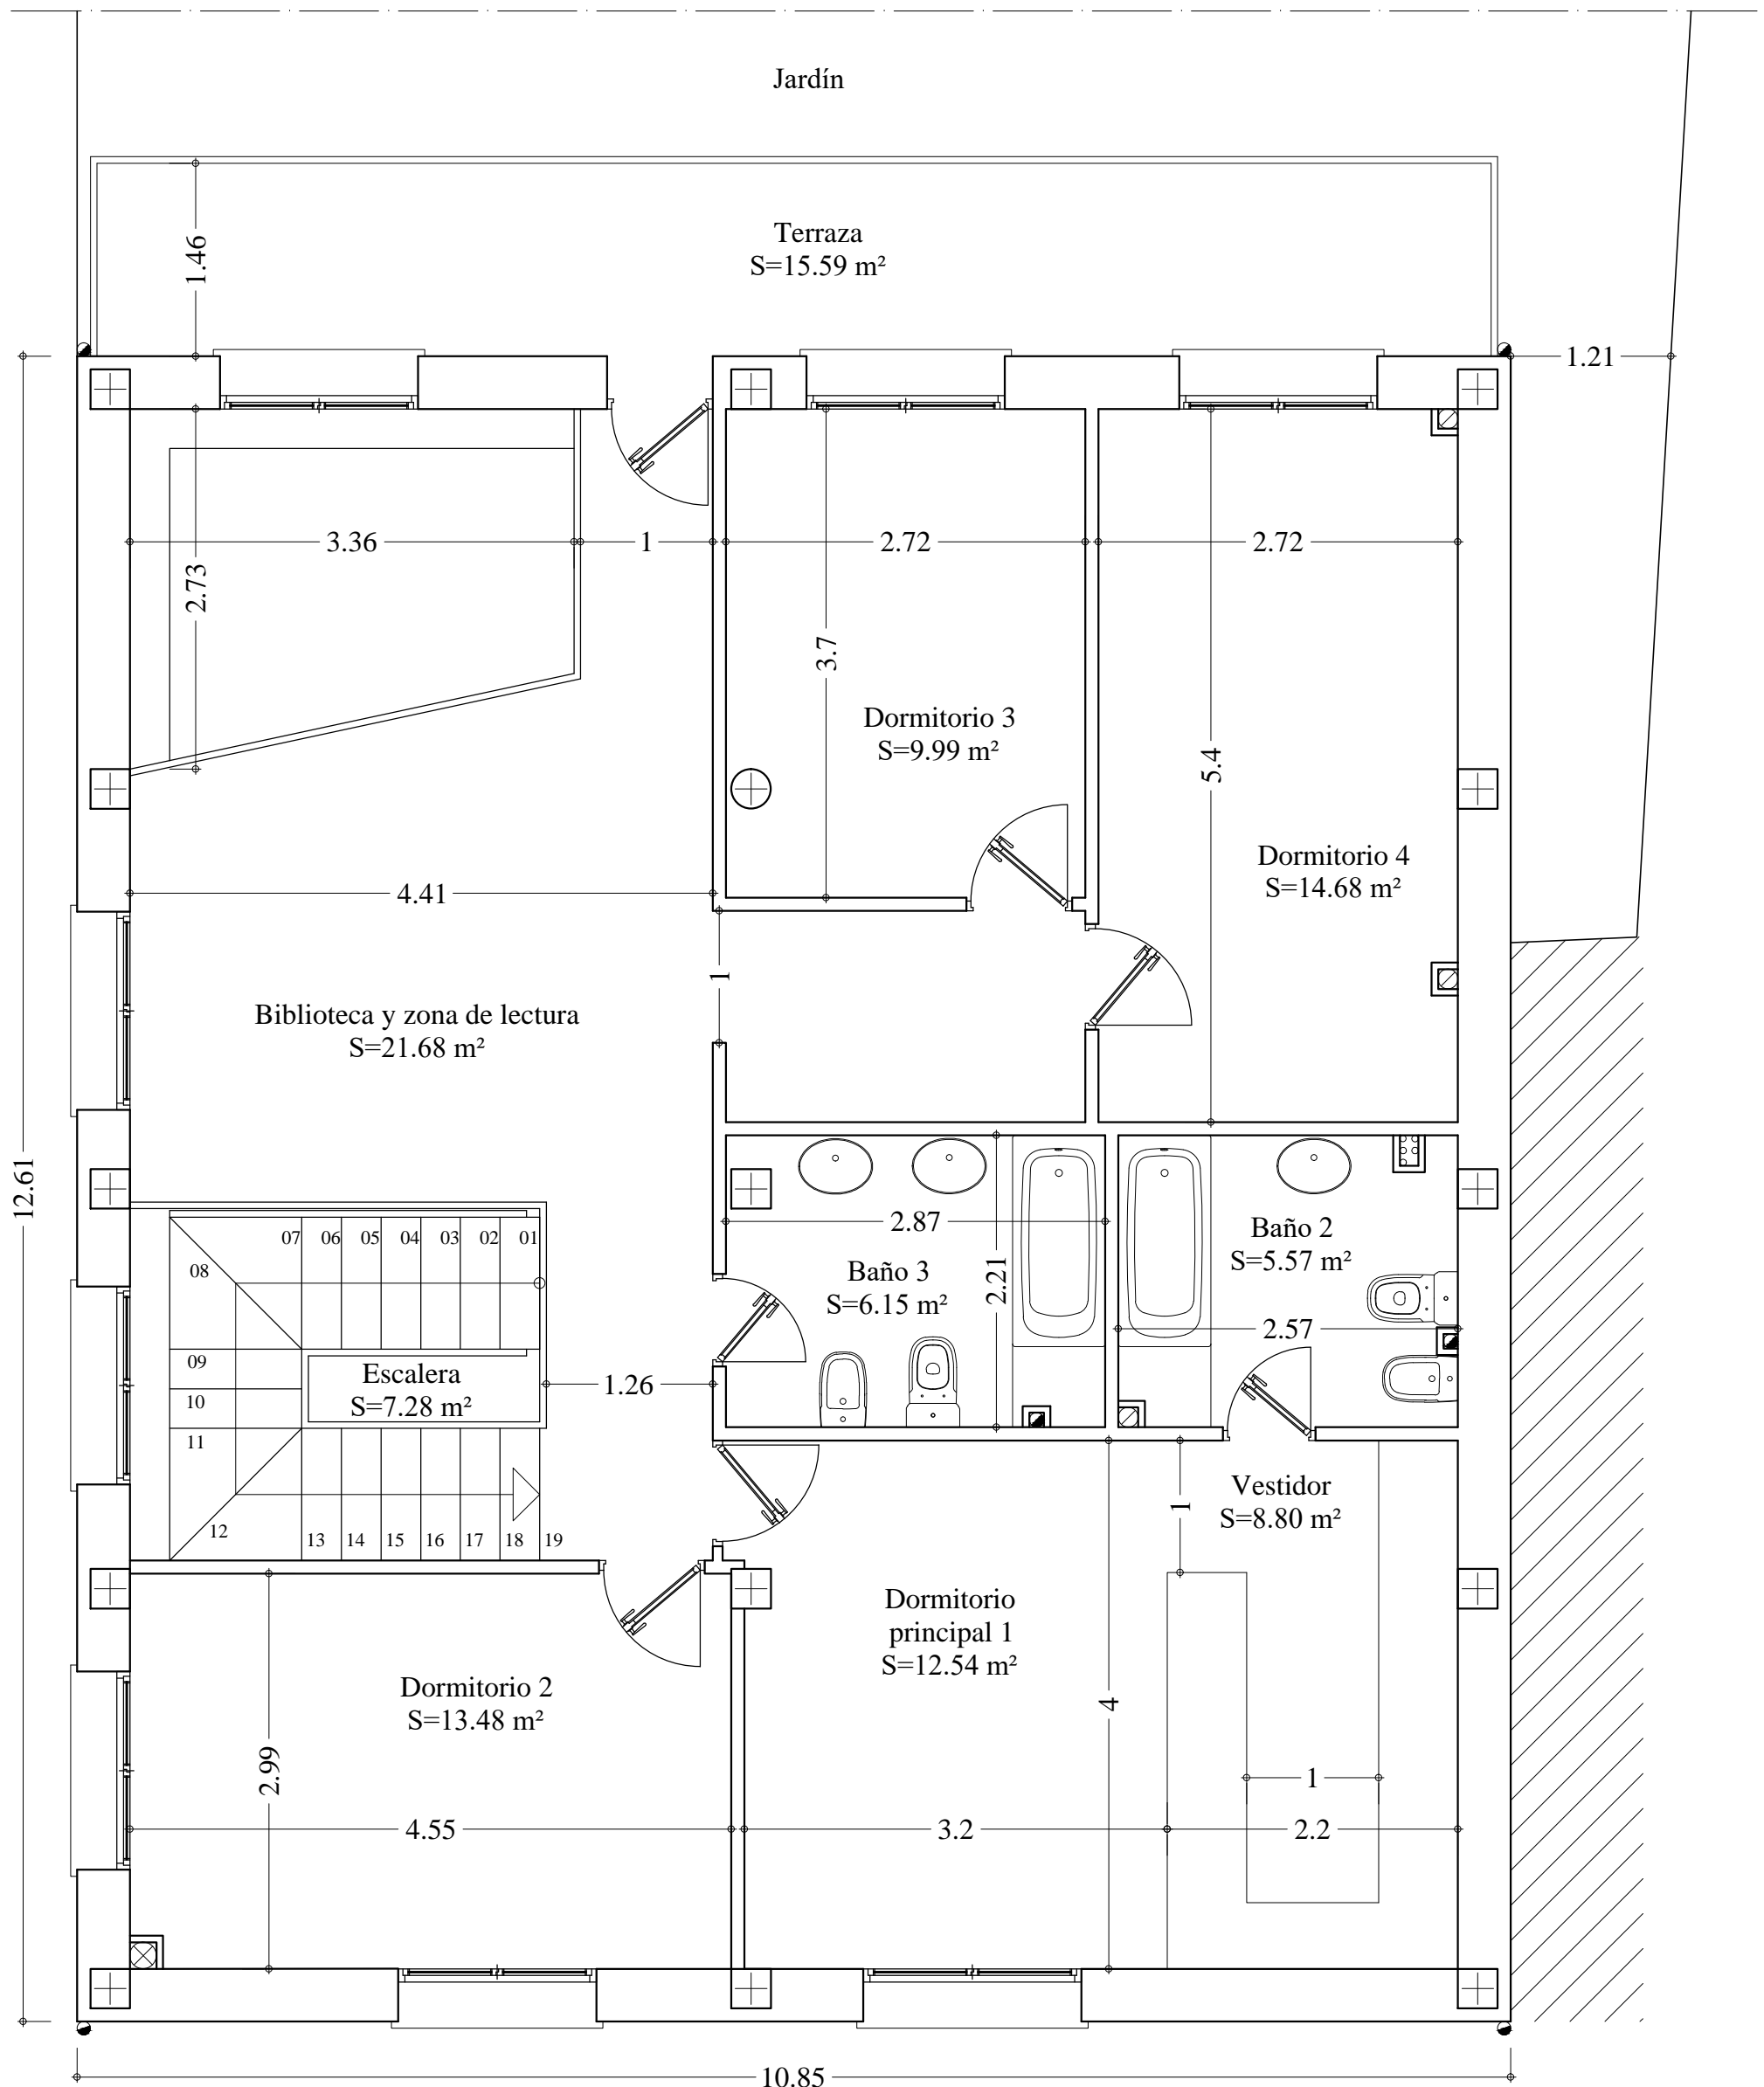 Jardín
Terraza
S=15.59 m²
1.46
1.21
3.36
1
2.72
2.72
2.73
3.7
Dormitorio 3
S=9.99 m²
5.4
Dormitorio 4
S=14.68 m²
4.41
1
Biblioteca y zona de lectura
S=21.68 m²
12.61
07 06 05 04 03 02 01
08
09
10
11
12
13 14 15 16 17 18 19
Escalera
S=7.28 m²
1.26
2.87
2.21
Baño 3
S=6.15 m²
Baño 2
S=5.57 m²
2.57
Vestidor
S=8.80 m²
1
Dormitorio
principal 1
S=12.54 m²
4
Dormitorio 2
S=13.48 m²
2.99
1
4.55
3.2
2.2
10.85